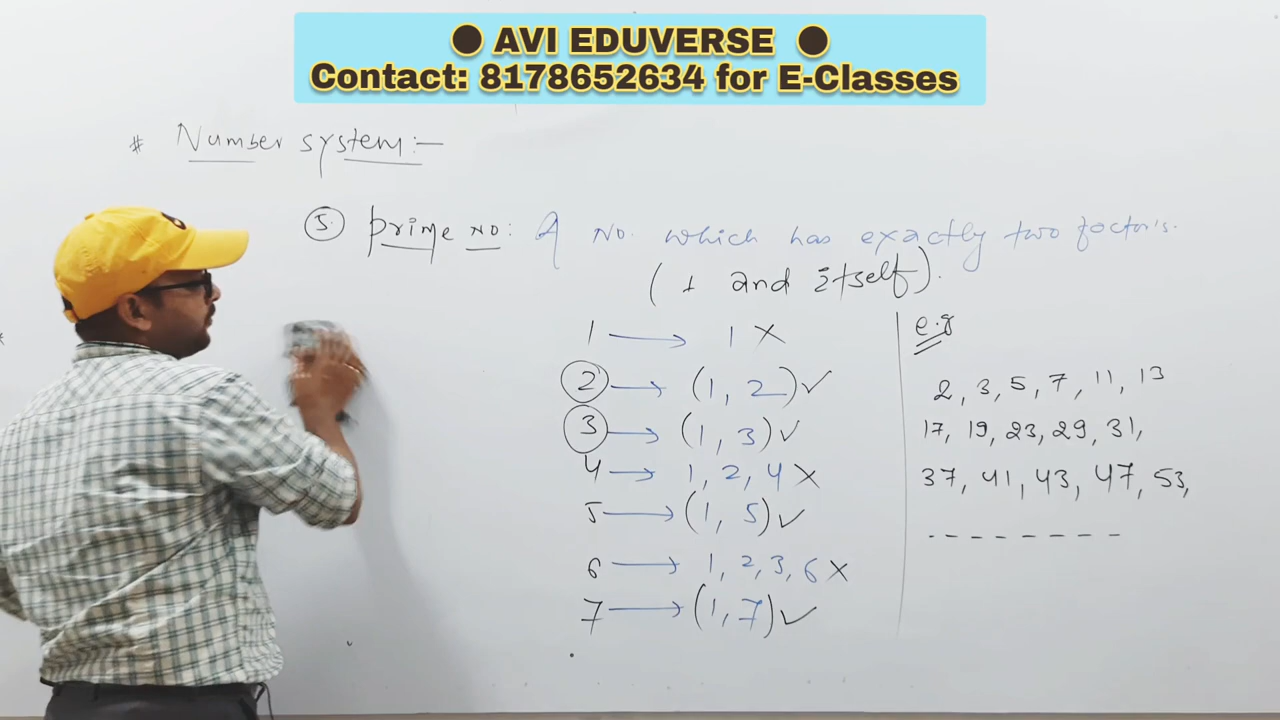 ● AVI EDUVERSE ●
Contact: 8178652634 for E-Classes
# Number system:-
5. prime no: A no. which has exactly two factor's.
(1 and itself).
1 → 1 ×
2 → (1, 2) ✓
3 → (1, 3) ✓
4 → 1, 2, 4 ×
5 → (1, 5) ✓
6 → 1, 2, 3, 6 ×
7 → (1, 7) ✓
e.g
2, 3, 5, 7, 11, 13
17, 19, 23, 29, 31,
37, 41, 43, 47, 53,
--------